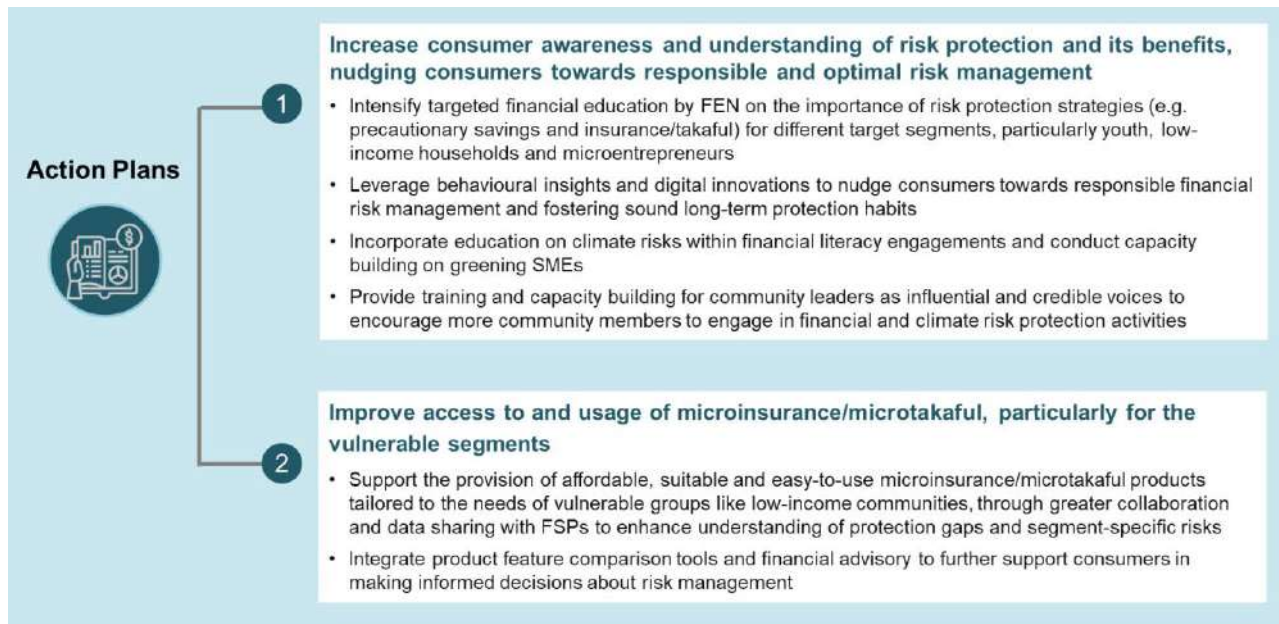 Action Plans
1
Increase consumer awareness and understanding of risk protection and its benefits,
nudging consumers towards responsible and optimal risk management
• Intensify targeted financial education by FEN on the importance of risk protection strategies (e.g.
precautionary savings and insurance/takaful) for different target segments, particularly youth, low-
income households and microentrepreneurs
• Leverage behavioural insights and digital innovations to nudge consumers towards responsible financial
risk management and fostering sound long-term protection habits
• Incorporate education on climate risks within financial literacy engagements and conduct capacity
building on greening SMEs
• Provide training and capacity building for community leaders as influential and credible voices to
encourage more community members to engage in financial and climate risk protection activities
2
Improve access to and usage of microinsurance/microtakaful, particularly for the
vulnerable segments
• Support the provision of affordable, suitable and easy-to-use microinsurance/microtakaful products
tailored to the needs of vulnerable groups like low-income communities, through greater collaboration
and data sharing with FSPs to enhance understanding of protection gaps and segment-specific risks
• Integrate product feature comparison tools and financial advisory to further support consumers in
making informed decisions about risk management